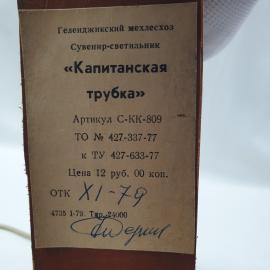 Геленджикский мехлесхоз
Сувенир-светильник
«Капитанская
трубка»
Артикул С-КК-809
ТО № 427-337-77
к ТУ 427-633-77
Цена 12 руб. 00 коп.
ОТК XI-79
4735 1-79. Тир. 24000